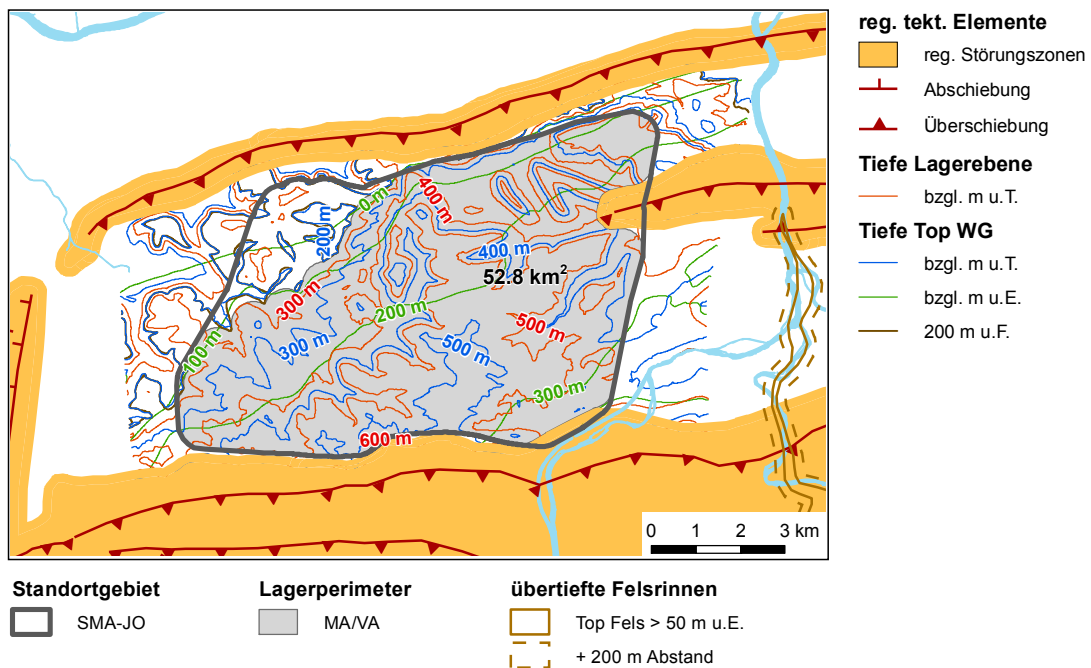 0 m
200 m
400 m
400 m
52.8 km²
300 m
200 m
100 m
300 m
500 m
500 m
300 m
600 m
0 1 2 3 km
reg. tekt. Elemente
reg. Störungszonen
Abschiebung
Überschiebung
Tiefe Lagerebene
bzgl. m u.T.
Tiefe Top WG
bzgl. m u.T.
bzgl. m u.E.
200 m u.F.
Standortgebiet
SMA-JO
Lagerperimeter
MA/VA
übertiefte Felsrinnen
Top Fels > 50 m u.E.
+ 200 m Abstand